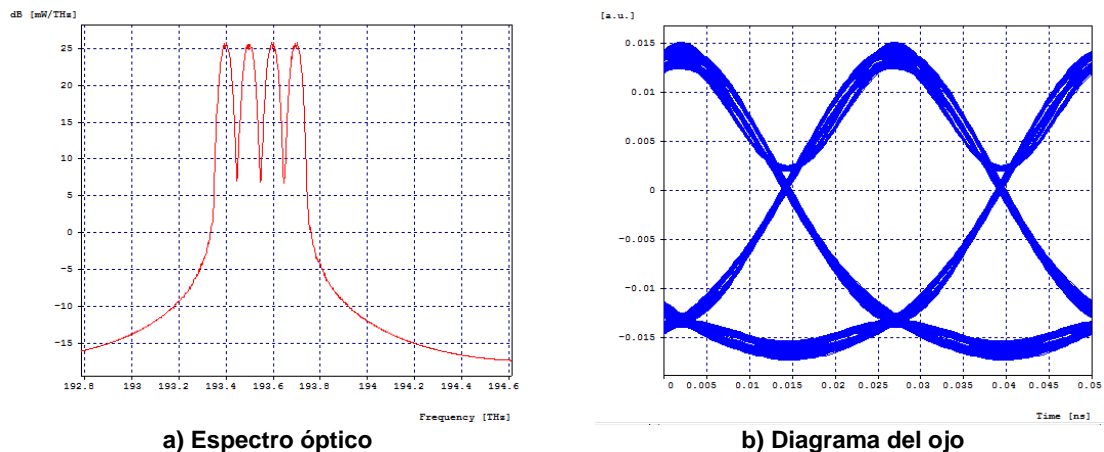 dB [mW/THz]
25
20
15
10
5
0
-5
-10
-15
192.8 193 193.2 193.4 193.6 193.8 194 194.2 194.4 194.6
Frequency [THz]
a) Espectro óptico
[a.u.]
0.015
0.01
0.005
0
-0.005
-0.01
-0.015
0 0.005 0.01 0.015 0.02 0.025 0.03 0.035 0.04 0.045 0.05
Time [ns]
b) Diagrama del ojo